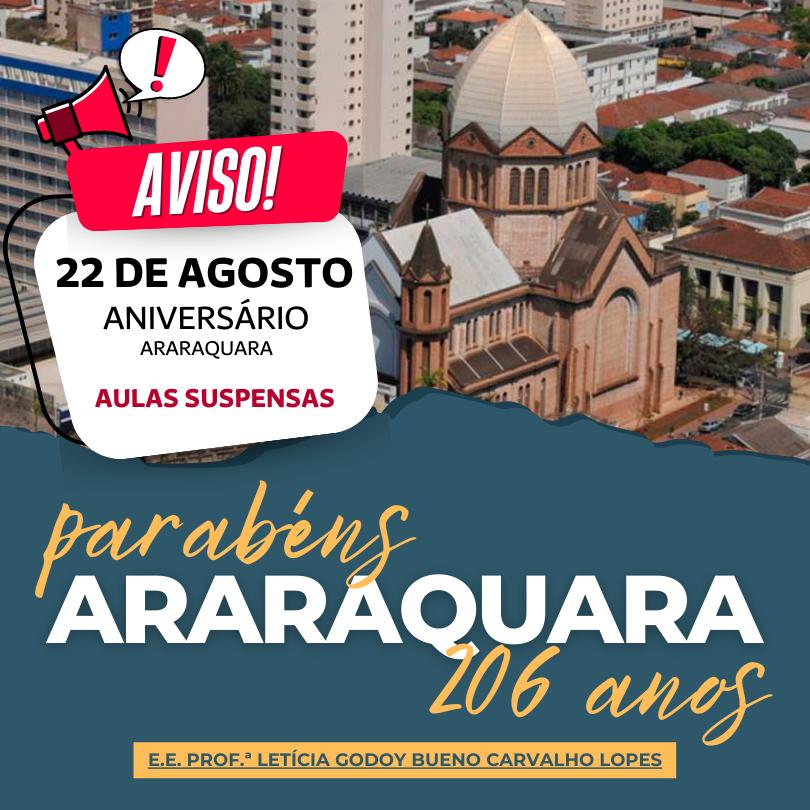 !
AVISO!
22 DE AGOSTO
ANIVERSÁRIO
ARARAQUARA
AULAS SUSPENSAS
parabéns
ARARAQUARA
206 anos
E.E. PROF.ª LETÍCIA GODOY BUENO CARVALHO LOPES